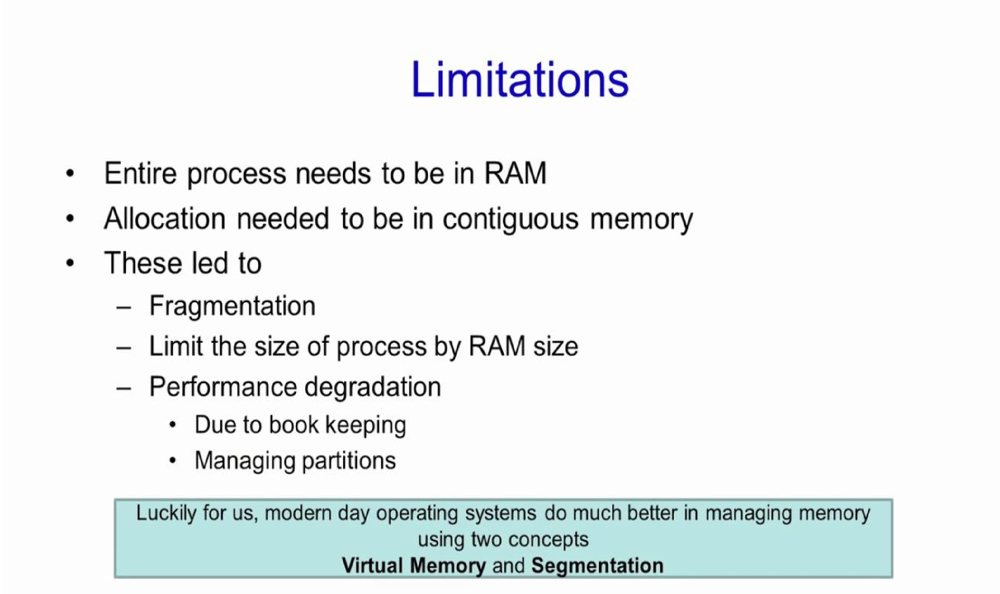 Limitations
• Entire process needs to be in RAM
• Allocation needed to be in contiguous memory
• These led to
– Fragmentation
– Limit the size of process by RAM size
– Performance degradation
• Due to book keeping
• Managing partitions
Luckily for us, modern day operating systems do much better in managing memory
using two concepts
Virtual Memory and Segmentation